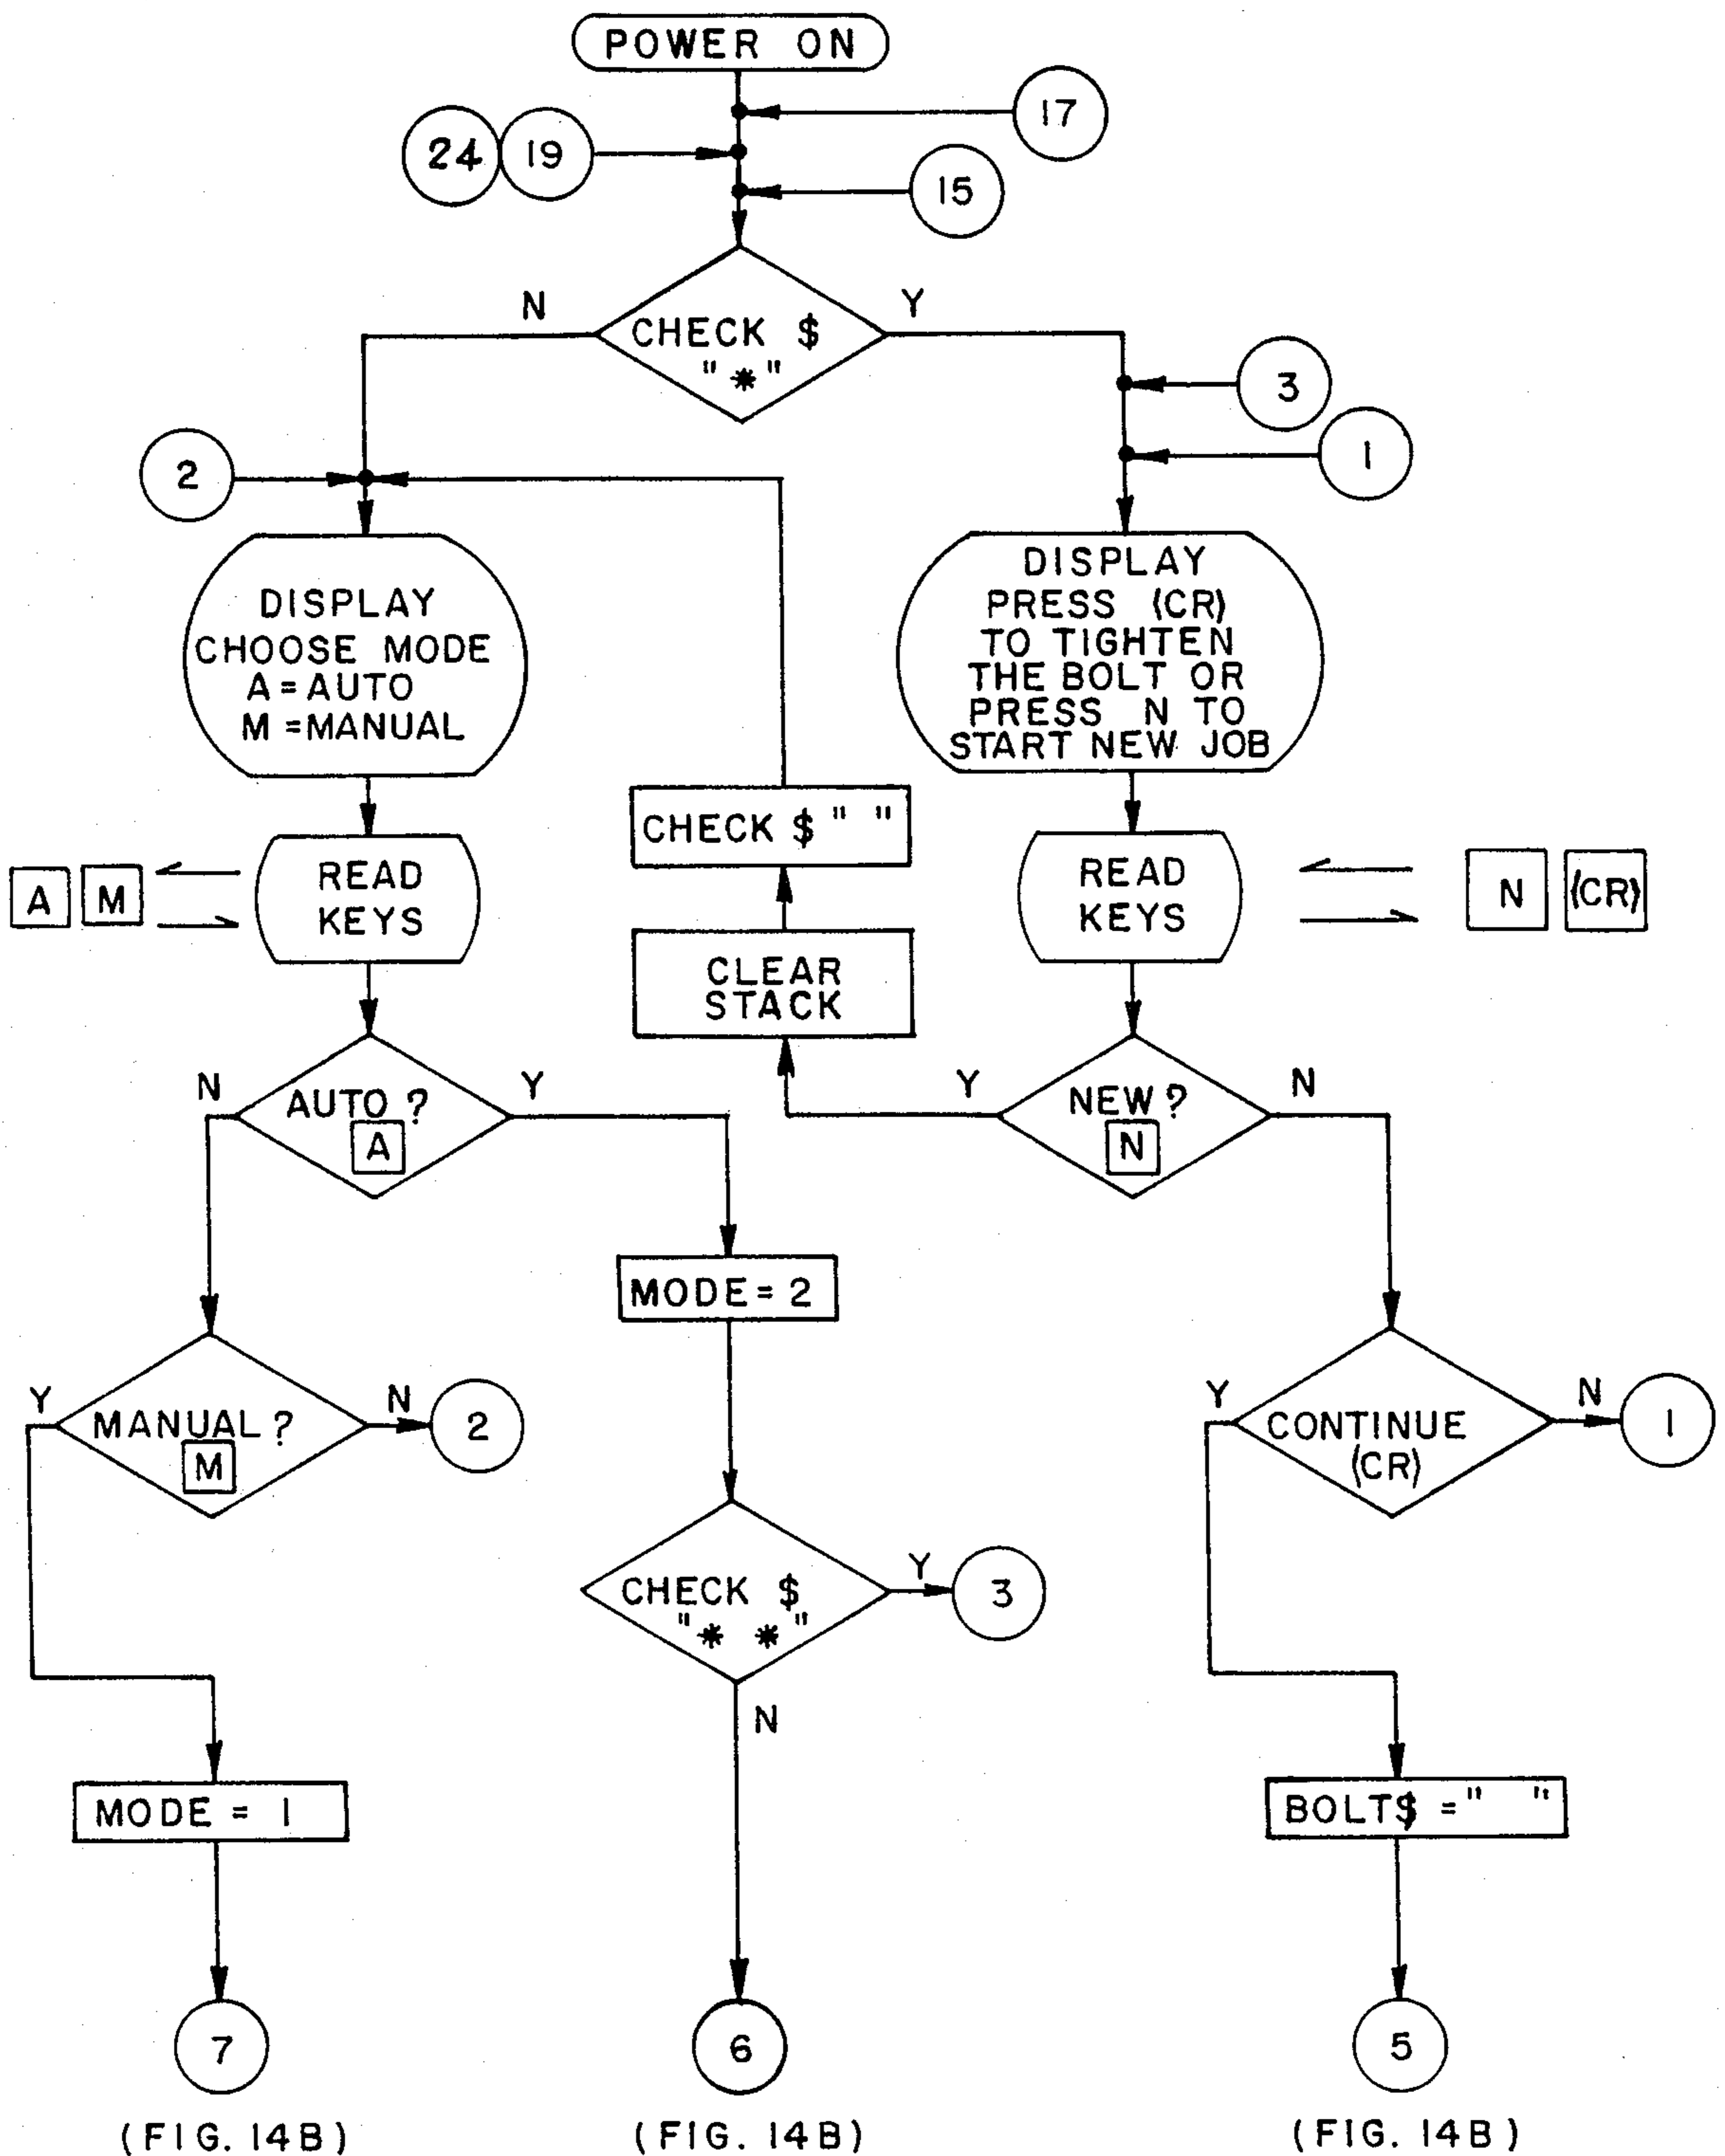 POWER ON
17
24 19
15
N
Y
CHECK $
"*"
3
1
2
DISPLAY
CHOOSE MODE
A = AUTO
M = MANUAL
DISPLAY
PRESS (CR)
TO TIGHTEN
THE BOLT OR
PRESS N TO
START NEW JOB
CHECK $ " "
A M
READ
KEYS
READ
KEYS
N (CR)
CLEAR
STACK
N
AUTO ?
A
Y
Y
NEW ?
N
N
MODE = 2
Y
MANUAL ?
M
N
2
Y
CONTINUE
(CR)
N
1
CHECK $
"* *"
Y
3
N
MODE = 1
BOLT$ = " "
7
6
5
(FIG. 14B)
(FIG. 14B)
(FIG. 14B)